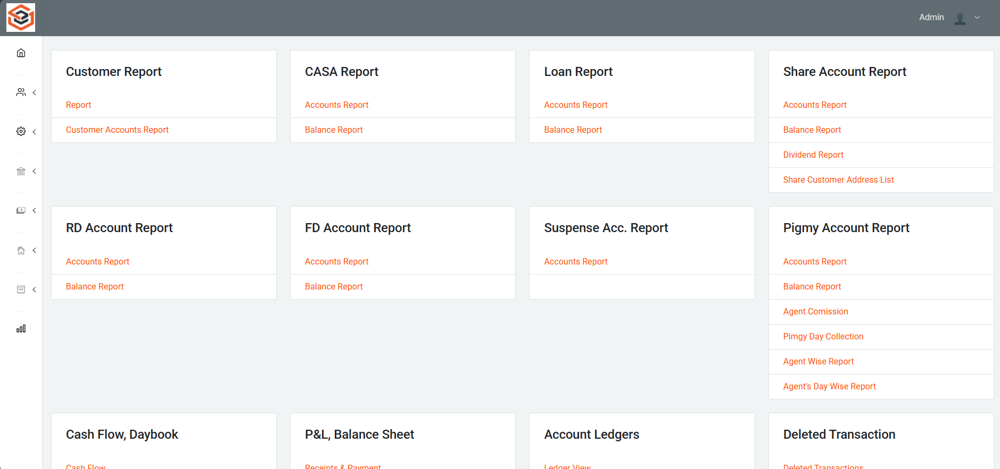 Admin
Customer Report
Report
Customer Accounts Report
CASA Report
Accounts Report
Balance Report
Loan Report
Accounts Report
Balance Report
Share Account Report
Accounts Report
Balance Report
Dividend Report
Share Customer Address List
RD Account Report
Accounts Report
Balance Report
FD Account Report
Accounts Report
Balance Report
Suspense Acc. Report
Accounts Report
Pigmy Account Report
Accounts Report
Balance Report
Agent Comission
Pimgy Day Collection
Agent Wise Report
Agent's Day Wise Report
Cash Flow, Daybook
Cash Flow
P&L, Balance Sheet
Receipts & Payment
Account Ledgers
Ledger View
Deleted Transaction
Deleted Transactions